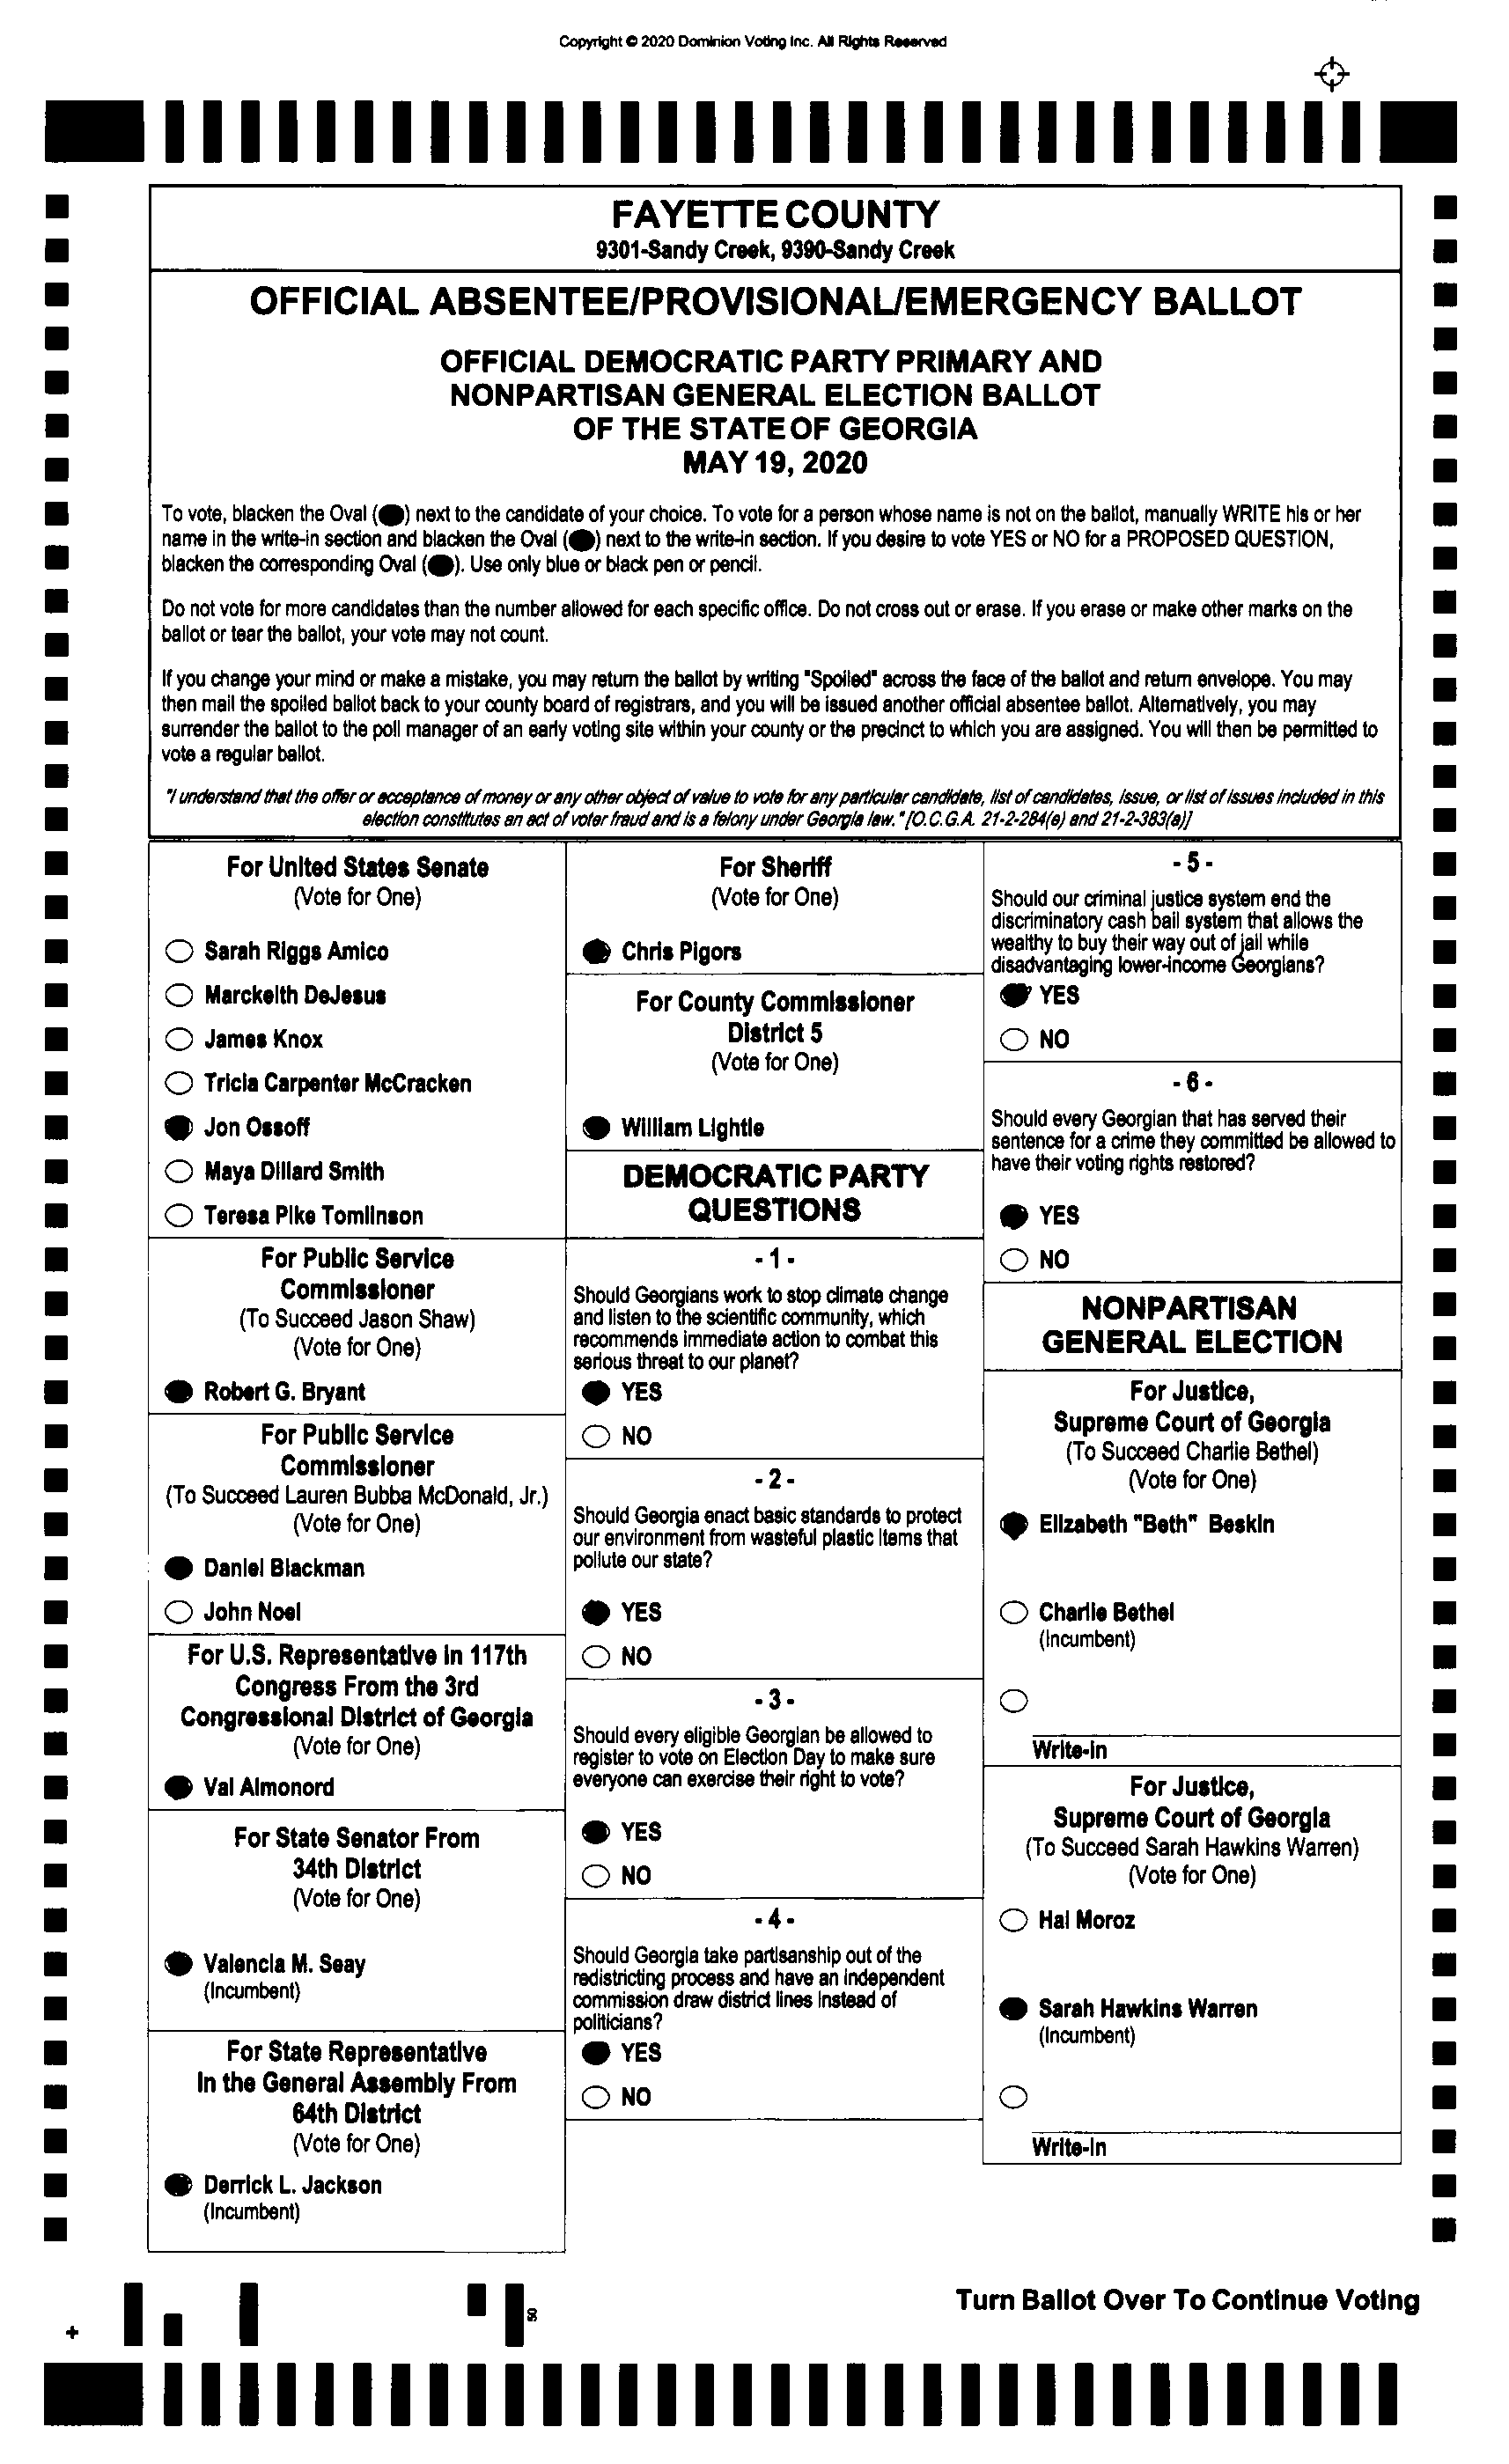 Copyright © 2020 Dominion Voting Inc. All Rights Reserved
FAYETTE COUNTY
9301-Sandy Creek, 9390-Sandy Creek
OFFICIAL ABSENTEE/PROVISIONAL/EMERGENCY BALLOT
OFFICIAL DEMOCRATIC PARTY PRIMARY AND
NONPARTISAN GENERAL ELECTION BALLOT
OF THE STATE OF GEORGIA
MAY 19, 2020
To vote, blacken the Oval ( ) next to the candidate of your choice. To vote for a person whose name is not on the ballot, manually WRITE his or her
name in the write-in section and blacken the Oval ( ) next to the write-in section. If you desire to vote YES or NO for a PROPOSED QUESTION,
blacken the corresponding Oval ( ). Use only blue or black pen or pencil.
Do not vote for more candidates than the number allowed for each specific office. Do not cross out or erase. If you erase or make other marks on the
ballot or tear the ballot, your vote may not count.
If you change your mind or make a mistake, you may return the ballot by writing "Spoiled" across the face of the ballot and return envelope. You may
then mail the spoiled ballot back to your county board of registrars, and you will be issued another official absentee ballot. Alternatively, you may
surrender the ballot to the poll manager of an early voting site within your county or the precinct to which you are assigned. You will then be permitted to
vote a regular ballot.
"I understand that the offer or acceptance of money or any other object of value to vote for any particular candidate, list of candidates, issue, or list of issues included in this
election constitutes an act of voter fraud and is a felony under Georgia law." [O.C.G.A. 21-2-284(e) and 21-2-383(a)]
For United States Senate
(Vote for One)
Sarah Riggs Amico
Marckeith DeJesus
James Knox
Tricia Carpenter McCracken
Jon Ossoff
Maya Dillard Smith
Teresa Pike Tomlinson
For Public Service
Commissioner
(To Succeed Jason Shaw)
(Vote for One)
Robert G. Bryant
For Public Service
Commissioner
(To Succeed Lauren Bubba McDonald, Jr.)
(Vote for One)
Daniel Blackman
John Noel
For U.S. Representative in 117th
Congress From the 3rd
Congressional District of Georgia
(Vote for One)
Val Almonord
For State Senator From
34th District
(Vote for One)
Valencia M. Seay
(Incumbent)
For State Representative
In the General Assembly From
64th District
(Vote for One)
Derrick L. Jackson
(Incumbent)
For Sheriff
(Vote for One)
Chris Pigors
For County Commissioner
District 5
(Vote for One)
William Lightle
DEMOCRATIC PARTY
QUESTIONS
- 1 -
Should Georgians work to stop climate change
and listen to the scientific community, which
recommends immediate action to combat this
serious threat to our planet?
YES
NO
- 2 -
Should Georgia enact basic standards to protect
our environment from wasteful plastic items that
pollute our state?
YES
NO
- 3 -
Should every eligible Georgian be allowed to
register to vote on Election Day to make sure
everyone can exercise their right to vote?
YES
NO
- 4 -
Should Georgia take partisanship out of the
redistricting process and have an independent
commission draw district lines instead of
politicians?
YES
NO
- 5 -
Should our criminal justice system end the
discriminatory cash bail system that allows the
wealthy to buy their way out of jail while
disadvantaging lower-income Georgians?
YES
NO
- 6 -
Should every Georgian that has served their
sentence for a crime they committed be allowed to
have their voting rights restored?
YES
NO
NONPARTISAN
GENERAL ELECTION
For Justice,
Supreme Court of Georgia
(To Succeed Charlie Bethel)
(Vote for One)
Elizabeth "Beth" Beskin
Charlie Bethel
(Incumbent)
Write-in
For Justice,
Supreme Court of Georgia
(To Succeed Sarah Hawkins Warren)
(Vote for One)
Hal Moroz
Sarah Hawkins Warren
(Incumbent)
Write-in
Turn Ballot Over To Continue Voting